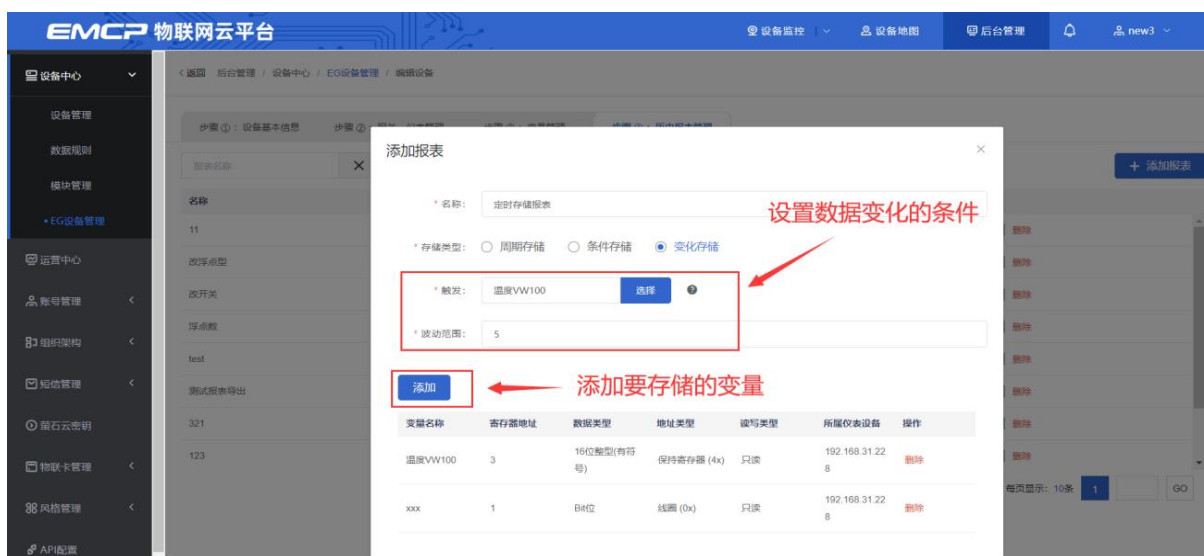 EMCP 物联网云平台
设备监控
设备地图
后台管理
new3
设备中心
设备管理
数据规则
模块管理
•EG设备管理
运营中心
账号管理
组织架构
短信管理
萤石云密钥
物联卡管理
风格管理
API配置
<返回 后台管理 / 设备中心 / EG设备管理 / 编辑设备
步骤①：设备基本信息
步骤②：
报表名称
+ 添加报表
名称
11
删除
改浮点型
删除
改开关
删除
浮点数
删除
test
删除
测试报表导出
删除
321
删除
123
删除
每页显示：10条 1 GO
添加报表
* 名称： 定时存储报表
* 存储类型： 周期存储 条件存储 变化存储
* 触发： 温度VW100 选择
* 波动范围： 5
设置数据变化的条件
添加
添加要存储的变量
变量名称 寄存器地址 数据类型 地址类型 读写类型 所属仪表设备 操作
温度VW100 3 16位整型(有符号) 保持寄存器 (4x) 只读 192.168.31.228 删除
xxx 1 Bit位 线圈 (0x) 只读 192.168.31.228 删除